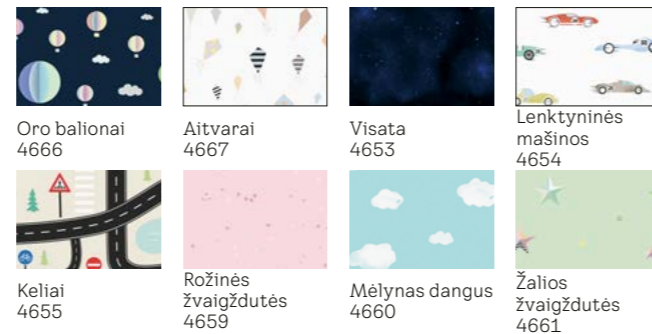 Oro balionai
4666
Aitvarai
4667
Visata
4653
Lenktyninės
mašinos
4654
Keliai
4655
Rožinės
žvaigždutės
4659
Mėlynas dangus
4660
Žalios
žvaigždutės
4661